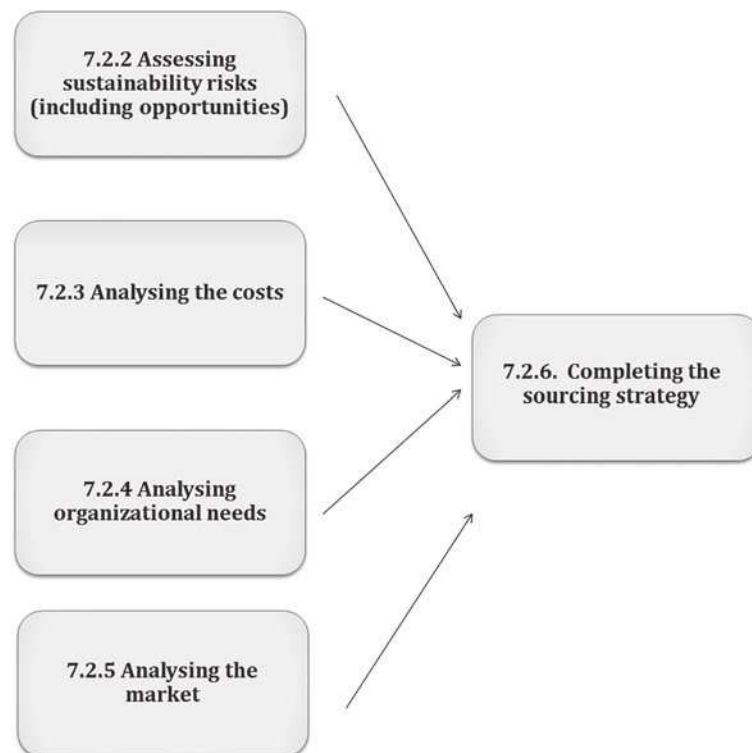 7.2.2 Assessing
sustainability risks
(including opportunities)
7.2.3 Analysing the costs
7.2.4 Analysing
organizational needs
7.2.5 Analysing the
market
7.2.6. Completing the
sourcing strategy